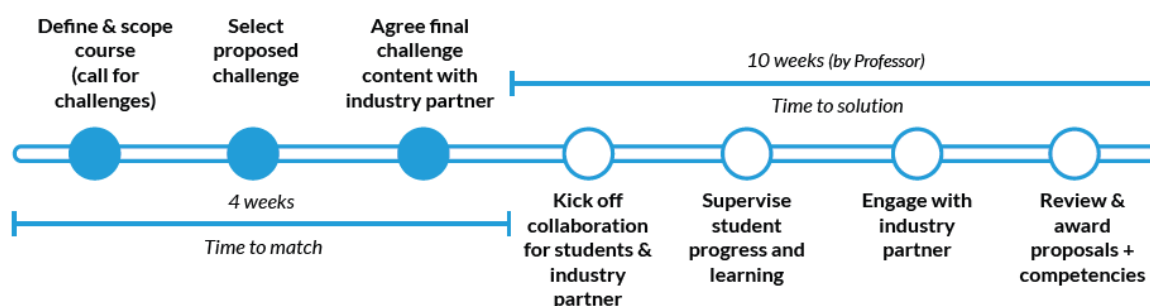 Define & scope
course
(call for
challenges)
Select
proposed
challenge
Agree final
challenge
content with
industry partner
10 weeks (by Professor)
Time to solution
4 weeks
Time to match
Kick off
collaboration
for students &
industry
partner
Supervise
student
progress and
learning
Engage with
industry
partner
Review &
award
proposals +
competencies